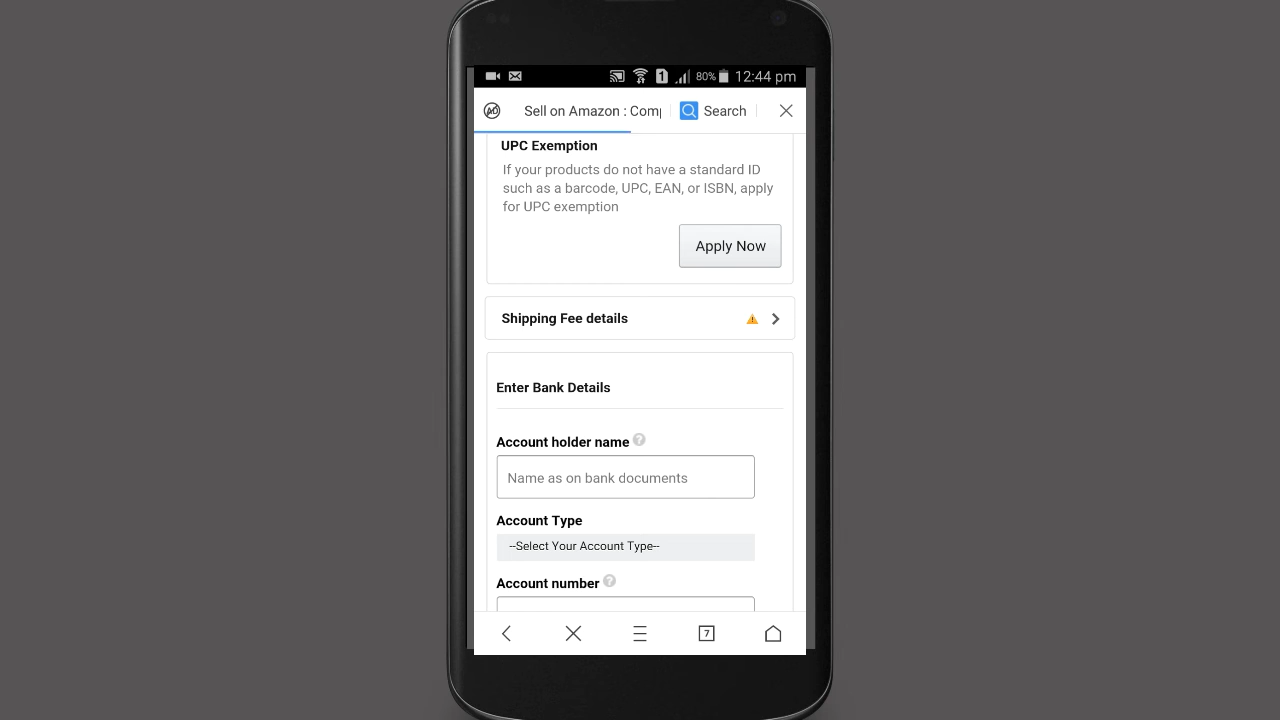 1 80% 12:44 pm
AD Sell on Amazon : Comp Search
UPC Exemption
If your products do not have a standard ID
such as a barcode, UPC, EAN, or ISBN, apply
for UPC exemption
Apply Now
Shipping Fee details
Enter Bank Details
Account holder name ?
Name as on bank documents
Account Type
--Select Your Account Type--
Account number ?
7